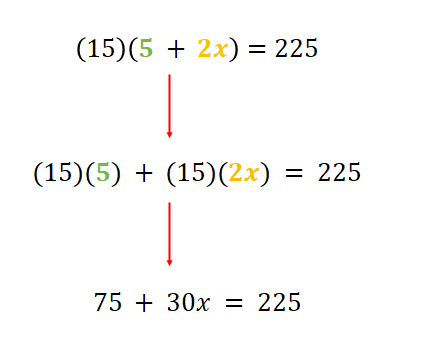 (15)(5 + 2x) = 225
(15)(5) + (15)(2x) = 225
75 + 30x = 225